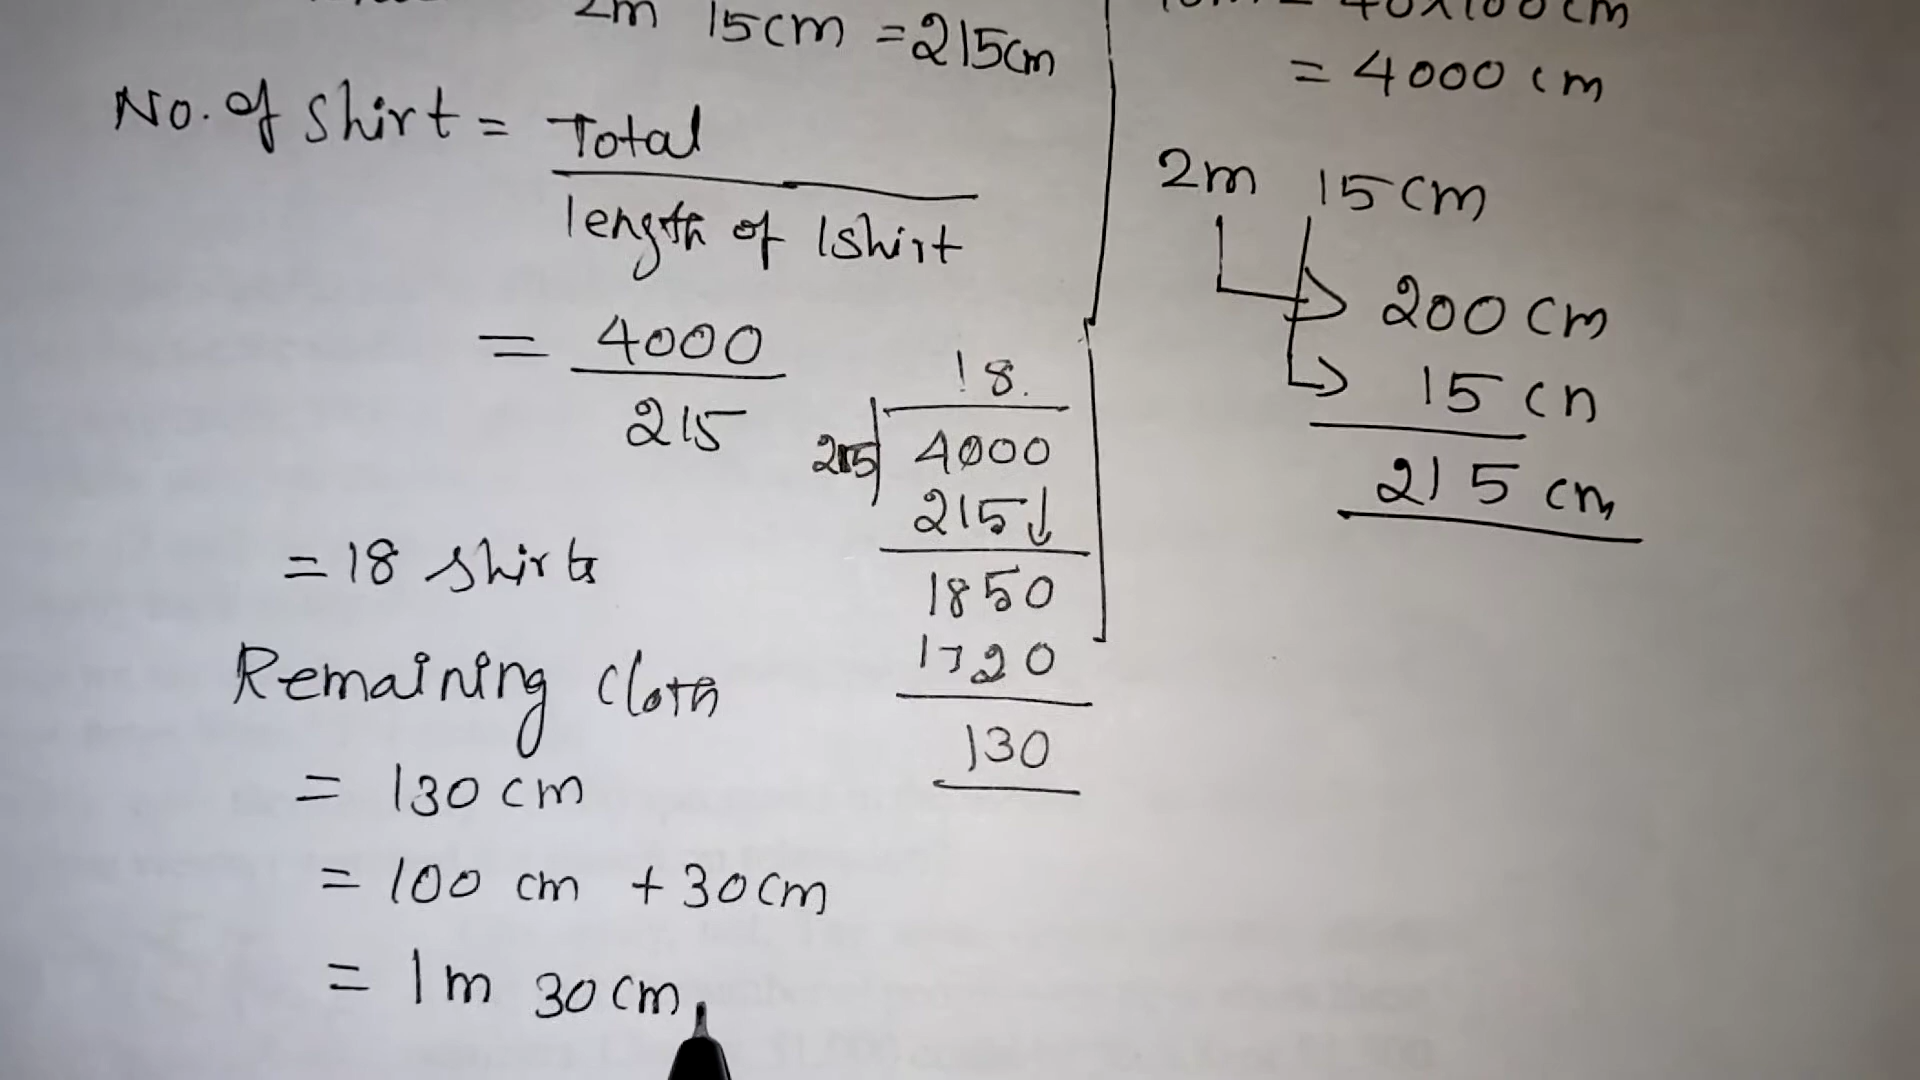 2m 15cm = 215cm
No. of shirt = Total
length of 1shirt
= 4000
215
= 18 shirts
18.
215 4000
215↓
1850
1720
130
Remaining cloth
= 130 cm
= 100 cm + 30cm
= 1m 30cm
= 40x100cm
= 4000 cm
2m 15cm
200 cm
15 cm
215 cm